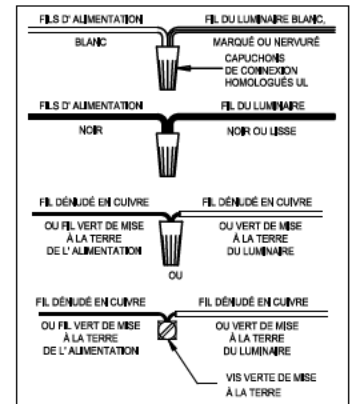 FILS D' ALIMENTATION FIL DU LUMINAIRE BLANC,
BLANC MARQUÉ OU NERVURÉ
CAPUCHONS
DE CONNEXION
HOMOLOGUÉS UL
FILS D' ALIMENTATION FIL DU LUMINAIRE
NOIR NOIR OU LISSE
FIL DÉNUDÉ EN CUIVRE FIL DÉNUDÉ EN CUIVRE
OU FIL VERT DE MISE OU VERT DE MISE
À LA TERRE À LA TERRE
DE L' ALIMENTATION DU LUMINAIRE
OU
FIL DÉNUDÉ EN CUIVRE FIL DÉNUDÉ EN CUIVRE
OU FIL VERT DE MISE OU VERT DE MISE
À LA TERRE À LA TERRE
DE L' ALIMENTATION DU LUMINAIRE
VIS VERTE DE MISE
À LA TERRE